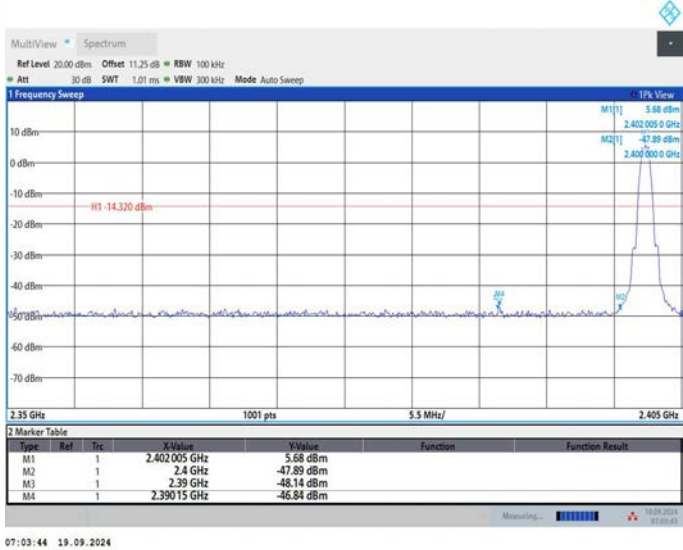 MultiView Spectrum
Ref Level 20.00 dBm Offset 11.25 dB RBW 100 kHz
Att 30 dB SWT 1.01 ms VBW 300 kHz Mode Auto Sweep
1 Frequency Sweep 1Pk View
M1[1] 5.68 dBm
2.402 005 0 GHz
M2[1] -47.89 dBm
2.400 000 0 GHz
10 dBm
0 dBm
-10 dBm
H1 -14.320 dBm
-20 dBm
-30 dBm
-40 dBm
M4
M2
-50 dBm
-60 dBm
-70 dBm
2.35 GHz 1001 pts 5.5 MHz/ 2.405 GHz
2 Marker Table
Type Ref Trc X-Value Y-Value Function Function Result
M1 1 2.402 005 GHz 5.68 dBm
M2 1 2.4 GHz -47.89 dBm
M3 1 2.39 GHz -48.14 dBm
M4 1 2.390 15 GHz -46.84 dBm
Measuring... 19.09.2024
07:03:43
07:03:44 19.09.2024